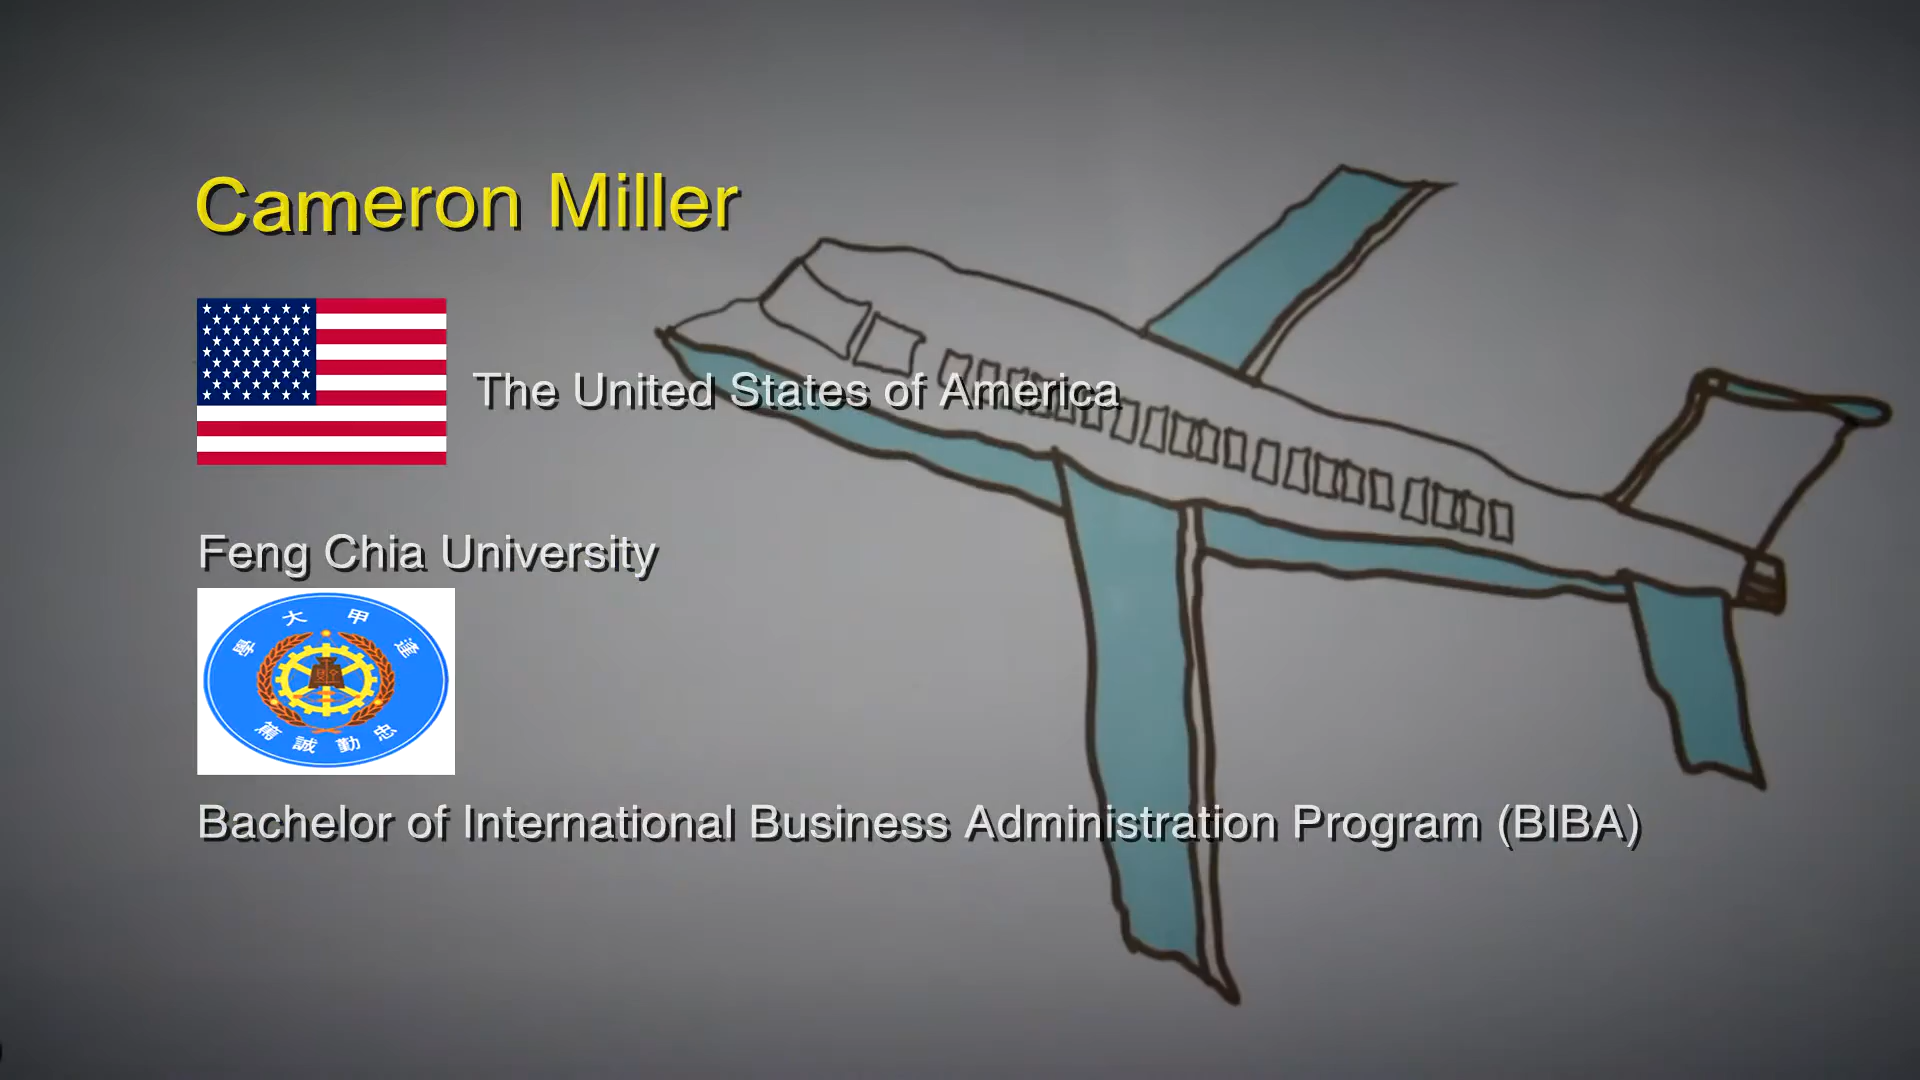 Cameron Miller
The United States of America
Feng Chia University
逢甲大學
忠勤誠篤
Bachelor of International Business Administration Program (BIBA)